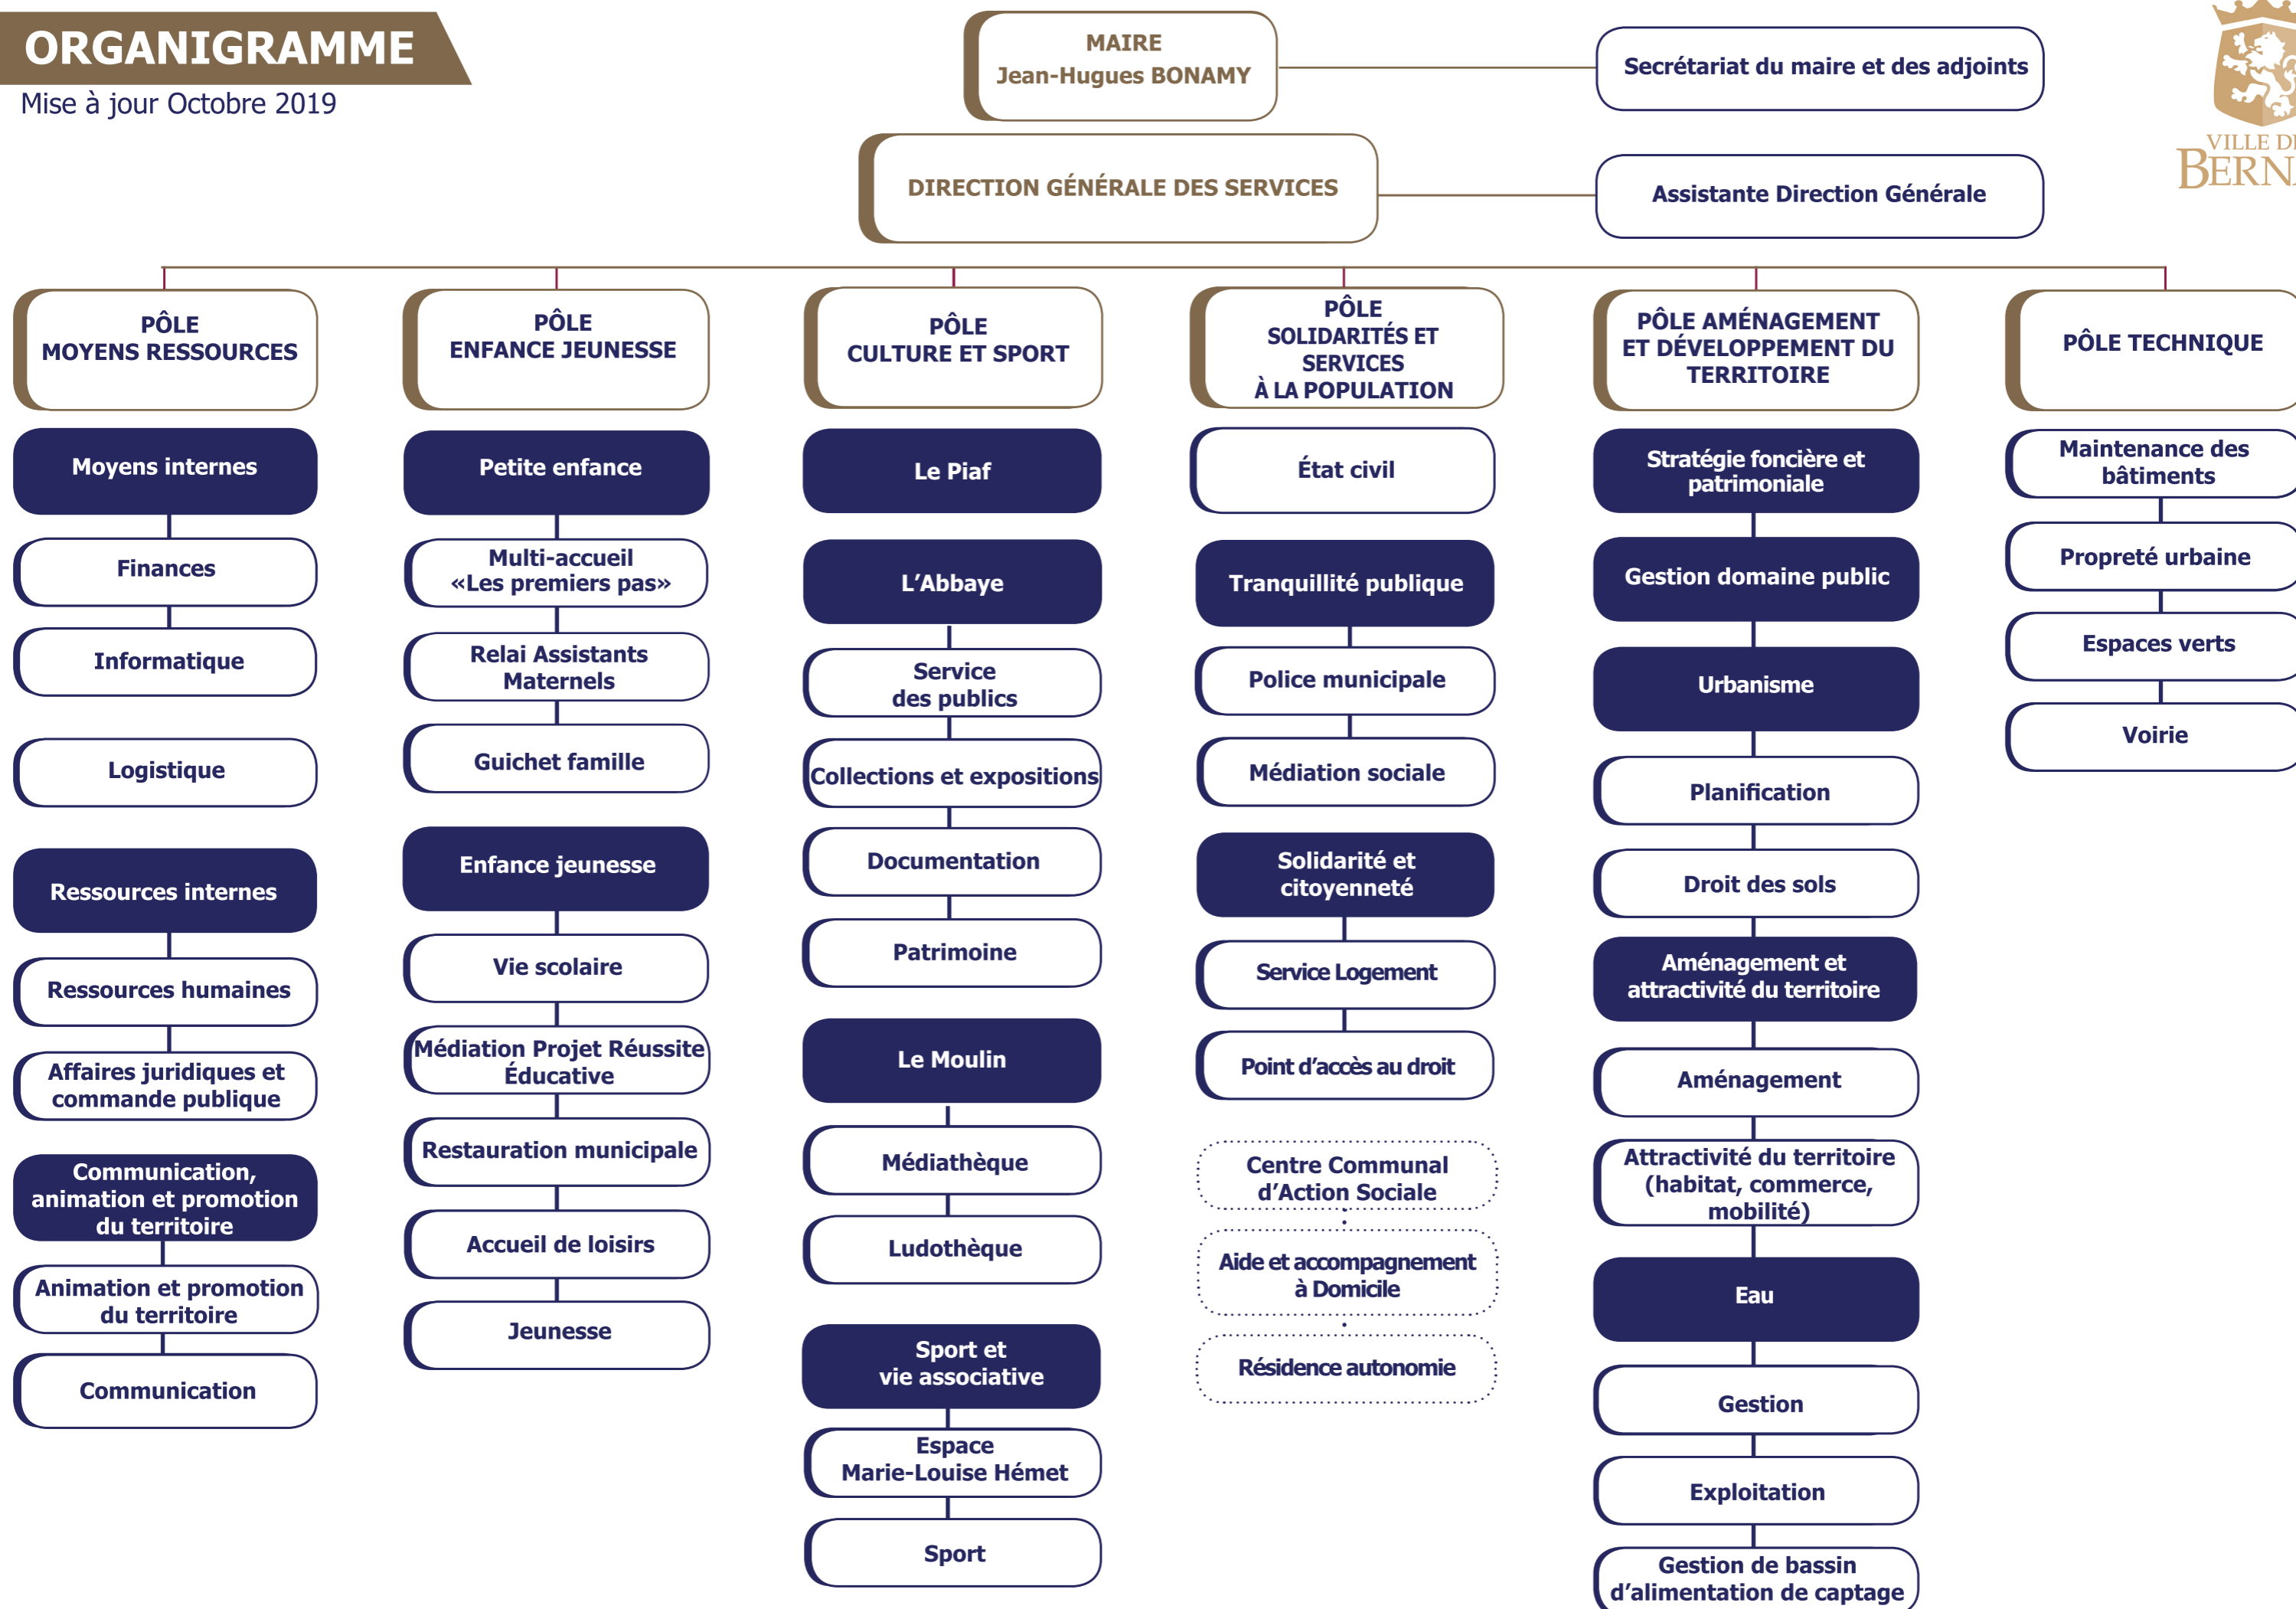 ORGANIGRAMME
Mise à jour Octobre 2019
MAIRE
Jean-Hugues BONAMY
Secrétariat du maire et des adjoints
DIRECTION GÉNÉRALE DES SERVICES
Assistante Direction Générale
VILLE
PÔLE
MOYENS RESSOURCES
Moyens internes
Finances
Informatique
Logistique
Ressources internes
Ressources humaines
Affaires juridiques et
commande publique
Communication,
animation et promotion
du territoire
Animation et promotion
du territoire
Communication
PÔLE
ENFANCE JEUNESSE
Petite enfance
Multi-accueil
«Les premiers pas»
Relai Assistants
Maternels
Guichet famille
Enfance jeunesse
Vie scolaire
Médiation Projet Réussite
Éducative
Restauration municipale
Accueil de loisirs
Jeunesse
PÔLE
CULTURE ET SPORT
Le Piaf
L’Abbaye
Service
des publics
Collections et expositions
Documentation
Patrimoine
Le Moulin
Médiathèque
Ludothèque
Sport et
vie associative
Espace
Marie-Louise Hémet
Sport
PÔLE
SOLIDARITÉS ET
SERVICES
À LA POPULATION
État civil
Tranquillité publique
Police municipale
Médiation sociale
Solidarité et
citoyenneté
Service Logement
Point d’accès au droit
Centre Communal
d’Action Sociale
Aide et accompagnement
à Domicile
Résidence autonomie
PÔLE AMÉNAGEMENT
ET DÉVELOPPEMENT DU
TERRITOIRE
Stratégie foncière et
patrimoniale
Gestion domaine public
Urbanisme
Planification
Droit des sols
Aménagement et
attractivité du territoire
Aménagement
Attractivité du territoire
(habitat, commerce,
mobilité)
Eau
Gestion
Exploitation
Gestion de bassin
d’alimentation de captage
PÔLE TECHNIQUE
Maintenance des
bâtiments
Propreté urbaine
Espaces verts
Voirie